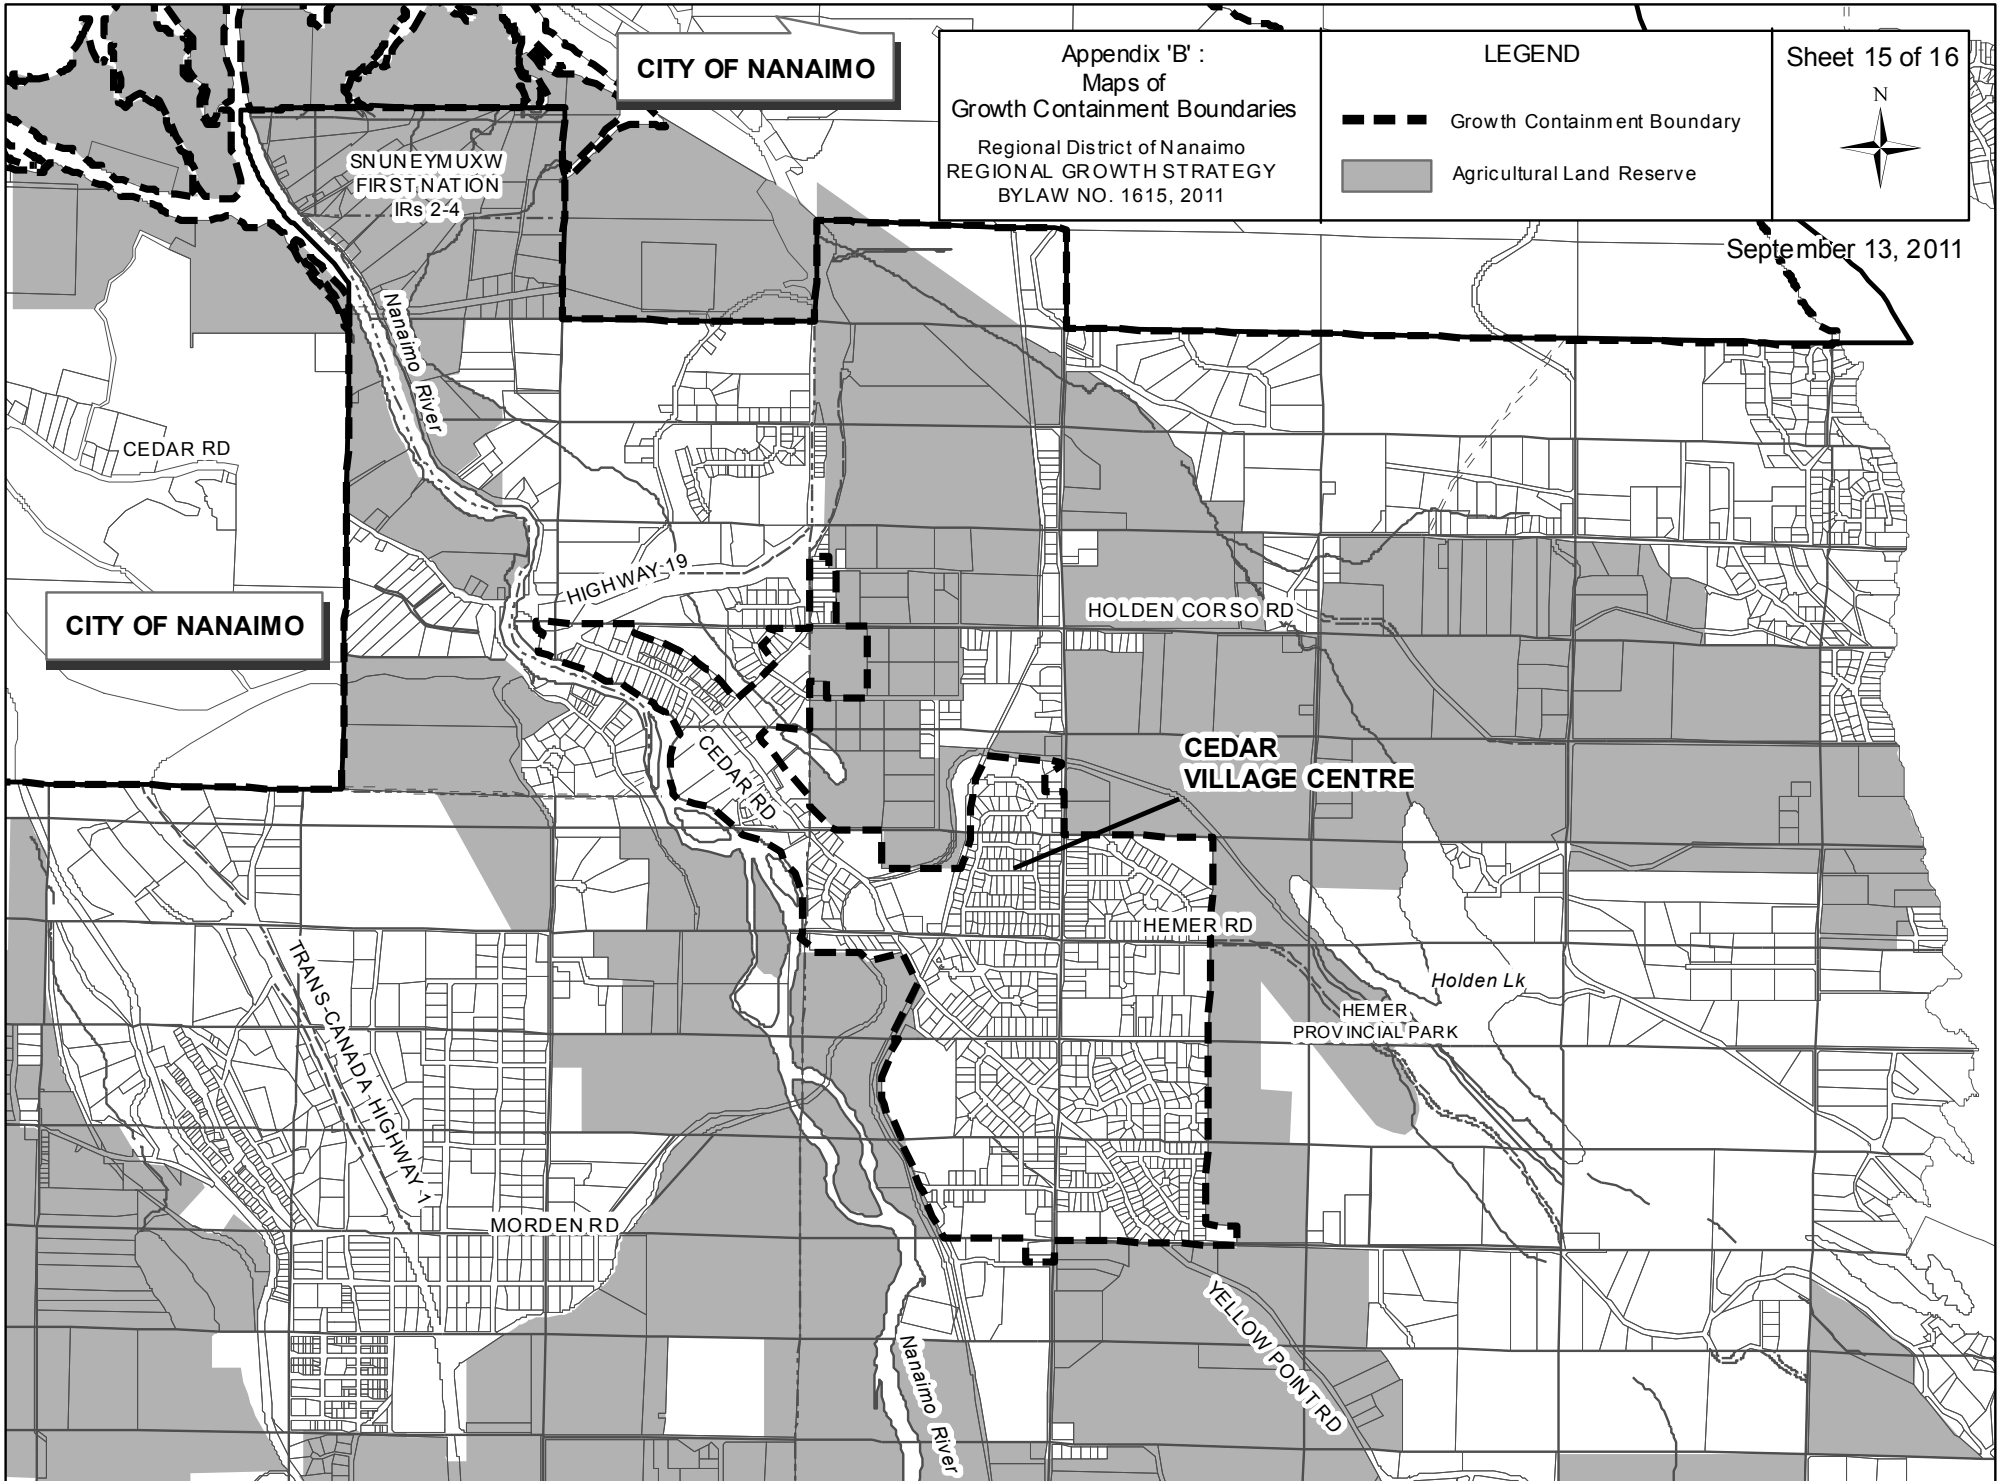 CITY OF NANAIMO
Appendix 'B' :
Maps of
Growth Containment Boundaries
Regional District of Nanaimo
REGIONAL GROWTH STRATEGY
BYLAW NO. 1615, 2011
LEGEND
Growth Containment Boundary
Agricultural Land Reserve
Sheet 15 of 16
N
September 13, 2011
SNUNEYMUXW
FIRST NATION
IRs 2-4
Nanaimo River
CEDAR RD
HIGHWAY 19
CITY OF NANAIMO
HOLDEN CORSO RD
CEDAR RD
CEDAR
VILLAGE CENTRE
HEMER RD
Holden Lk
HEMER
PROVINCIAL PARK
TRANS-CANADA HIGHWAY 1
MORDEN RD
YELLOW POINT RD
Nanaimo River